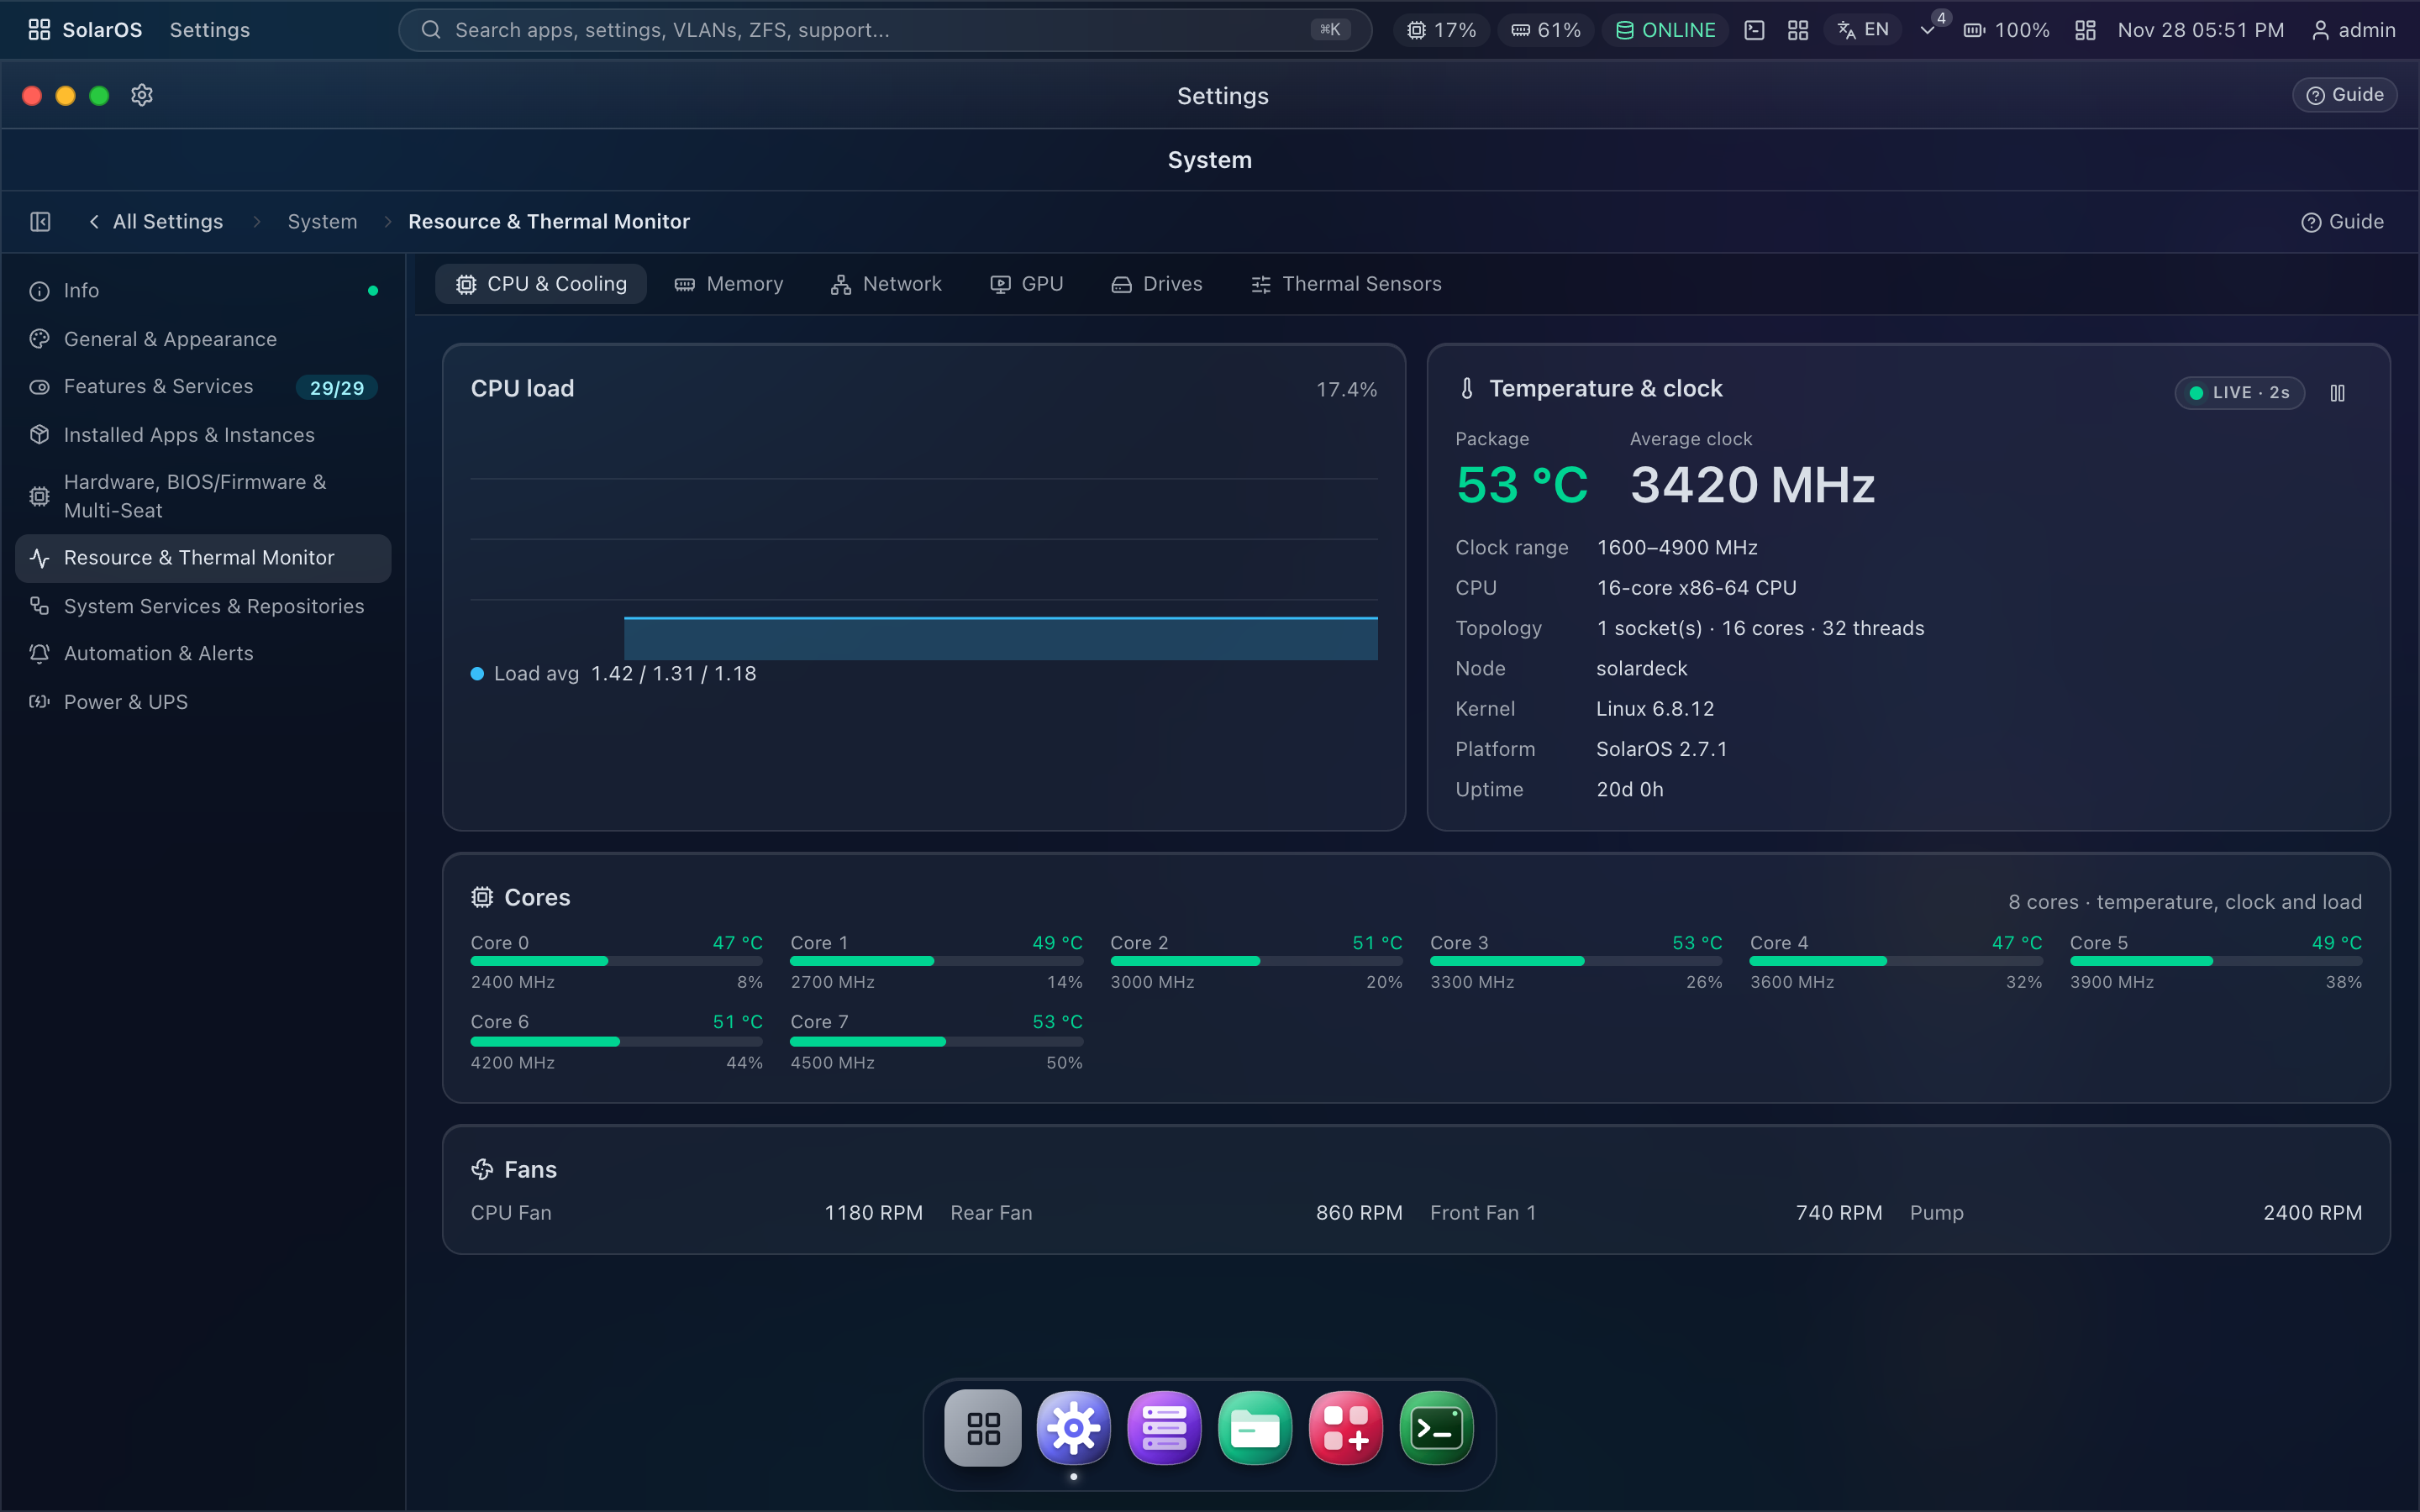 SolarOS Settings Search apps, settings, VLANs, ZFS, support... ⌘K 17% 61% ONLINE EN 4 100% Nov 28 05:51 PM admin
Settings Guide
System
All Settings System Resource & Thermal Monitor Guide
Info
General & Appearance
Features & Services 29/29
Installed Apps & Instances
Hardware, BIOS/Firmware &
Multi-Seat
Resource & Thermal Monitor
System Services & Repositories
Automation & Alerts
Power & UPS
CPU & Cooling Memory Network GPU Drives Thermal Sensors
CPU load 17.4%
Load avg 1.42 / 1.31 / 1.18
Temperature & clock LIVE · 2s
Package Average clock
53 °C 3420 MHz
Clock range 1600–4900 MHz
CPU 16-core x86-64 CPU
Topology 1 socket(s) · 16 cores · 32 threads
Node solardeck
Kernel Linux 6.8.12
Platform SolarOS 2.7.1
Uptime 20d 0h
Cores 8 cores · temperature, clock and load
Core 0 47 °C Core 1 49 °C Core 2 51 °C Core 3 53 °C Core 4 47 °C Core 5 49 °C
2400 MHz 8% 2700 MHz 14% 3000 MHz 20% 3300 MHz 26% 3600 MHz 32% 3900 MHz 38%
Core 6 51 °C Core 7 53 °C
4200 MHz 44% 4500 MHz 50%
Fans
CPU Fan 1180 RPM Rear Fan 860 RPM Front Fan 1 740 RPM Pump 2400 RPM